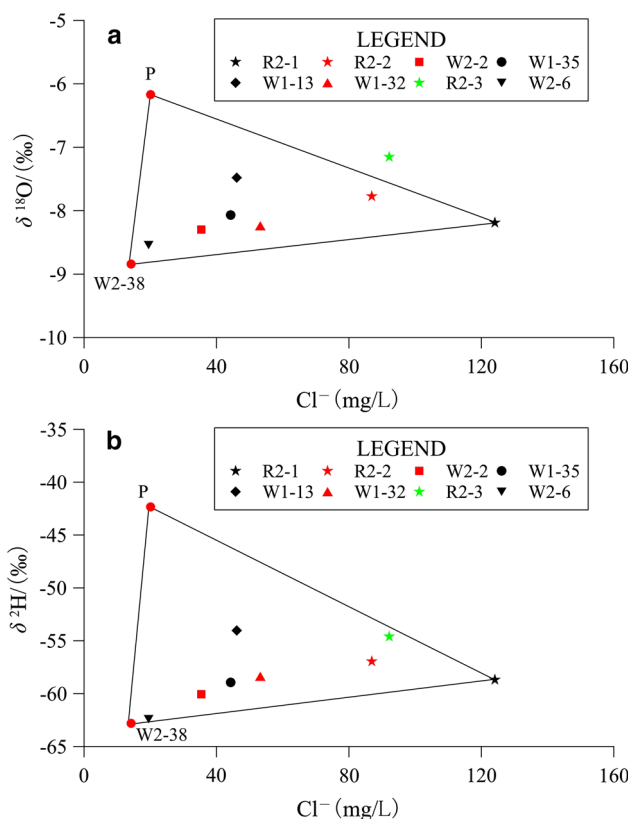 a
LEGEND
R2-1 R2-2 W2-2 W1-35
W1-13 W1-32 R2-3 W2-6
-5
-6
-7
-8
-9
-10
δ ¹⁸O/(‰)
P
W2-38
0 40 80 120 160
Cl⁻ (mg/L)
b
LEGEND
R2-1 R2-2 W2-2 W1-35
W1-13 W1-32 R2-3 W2-6
-35
-40
-45
-50
-55
-60
-65
δ ²H/(‰)
P
W2-38
0 40 80 120 160
Cl⁻ (mg/L)